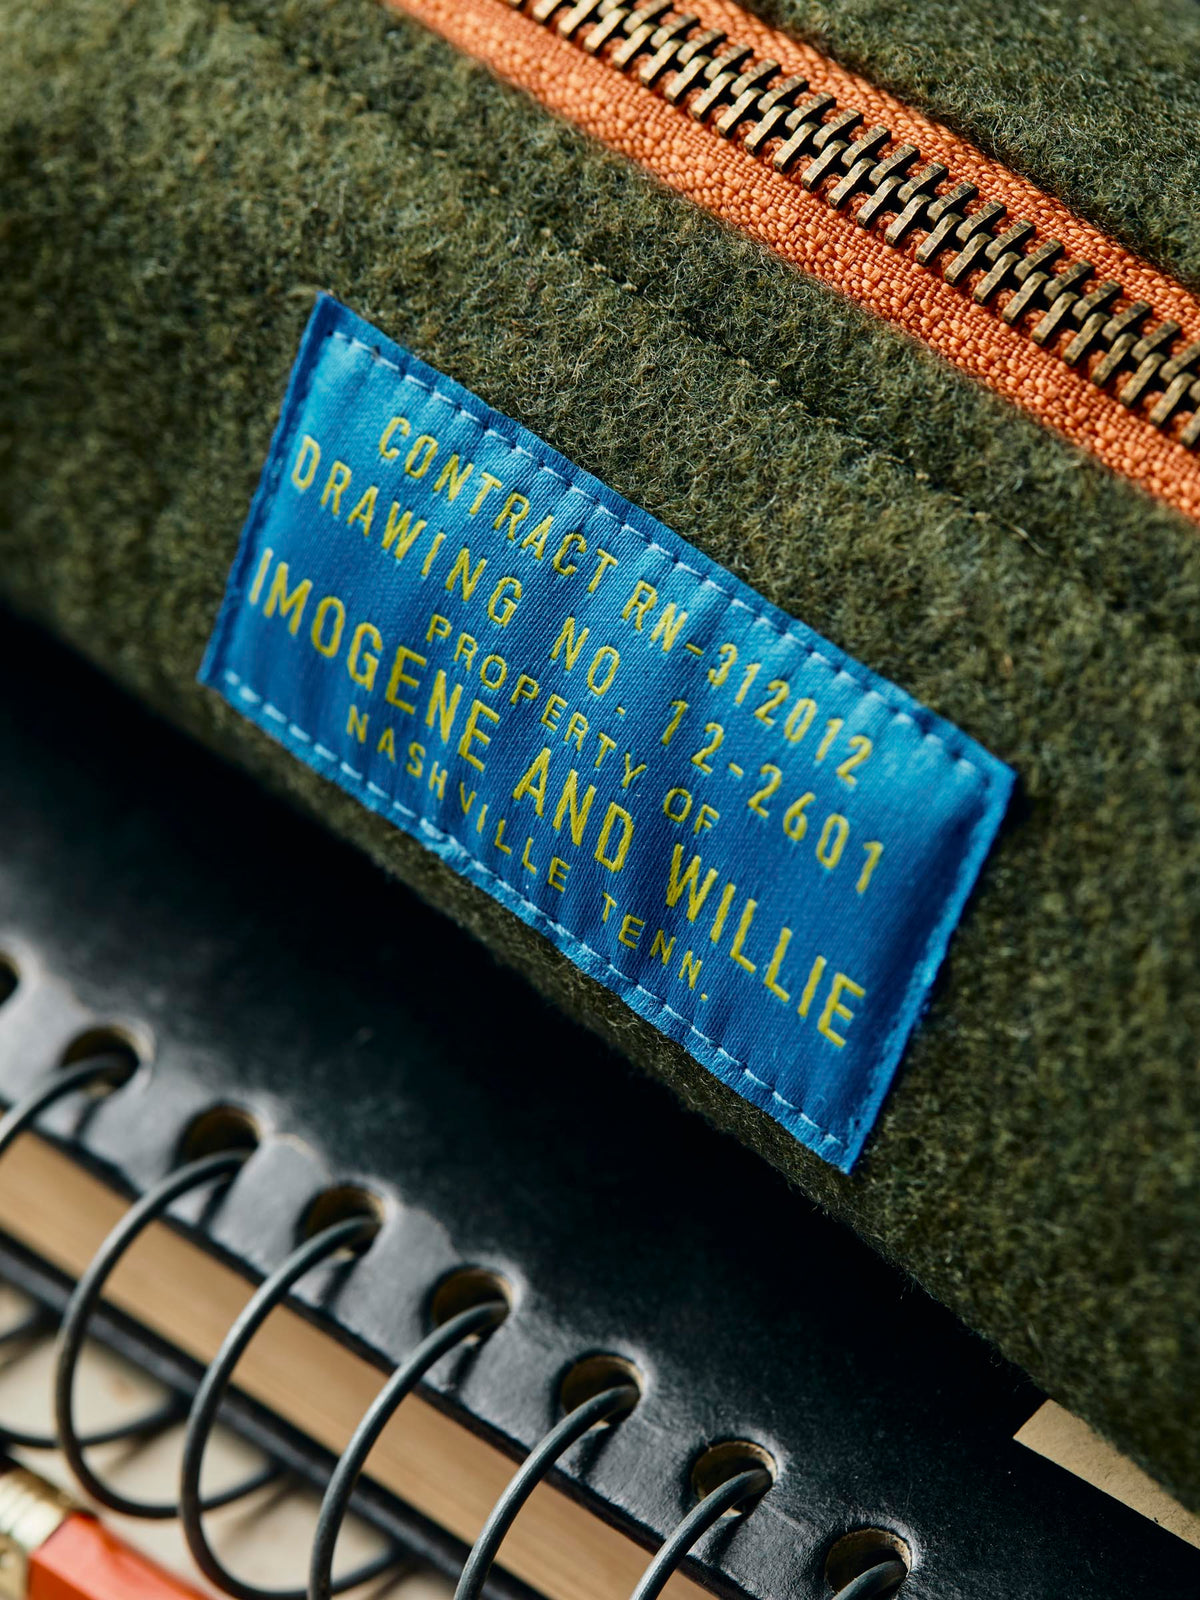 CONTRACT RN-312012
DRAWING NO. 12-2601
PROPERTY OF
IMOGENE AND WILLIE
NASHVILLE TENN.